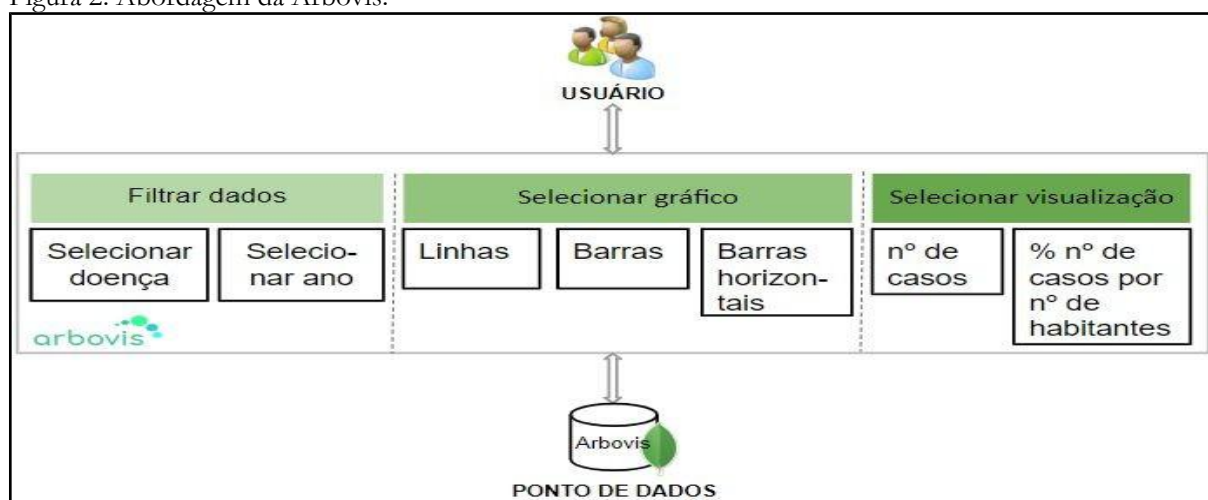 Figura 2. Abordagem da Arbovis.
USUÁRIO
Filtrar dados
Selecionar
doença
Selecio-
nar ano
arbovis
Selecionar gráfico
Linhas
Barras
Barras
horizon-
tais
Selecionar visualização
nº de
casos
% nº de
casos por
nº de
habitantes
Arbovis
PONTO DE DADOS